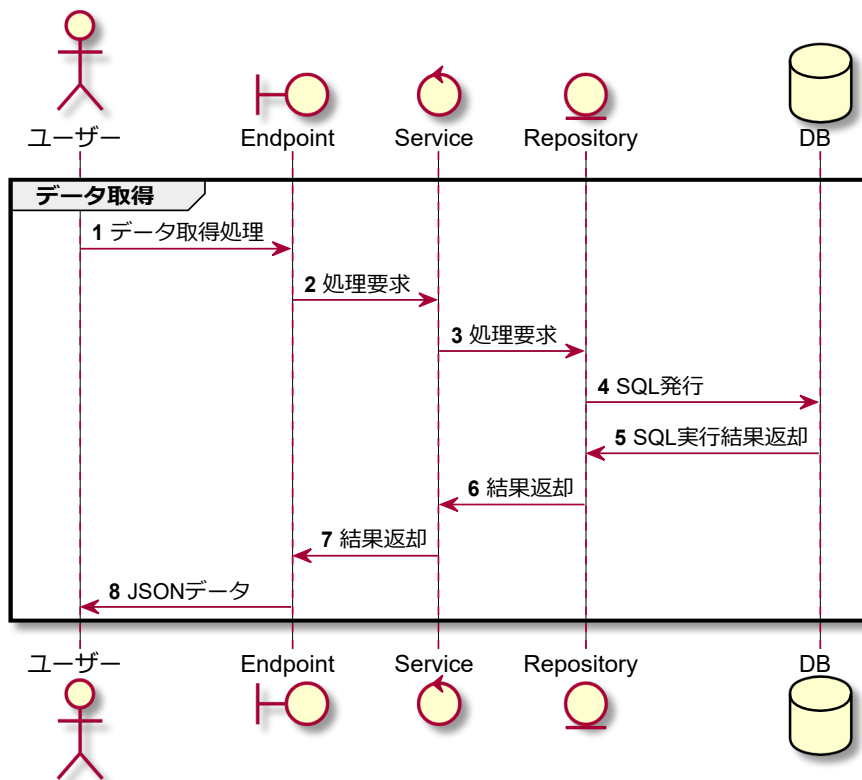 ユーザー Endpoint Service Repository DB
データ取得
1 データ取得処理
2 処理要求
3 処理要求
4 SQL発行
5 SQL実行結果返却
6 結果返却
7 結果返却
8 JSONデータ
ユーザー Endpoint Service Repository DB